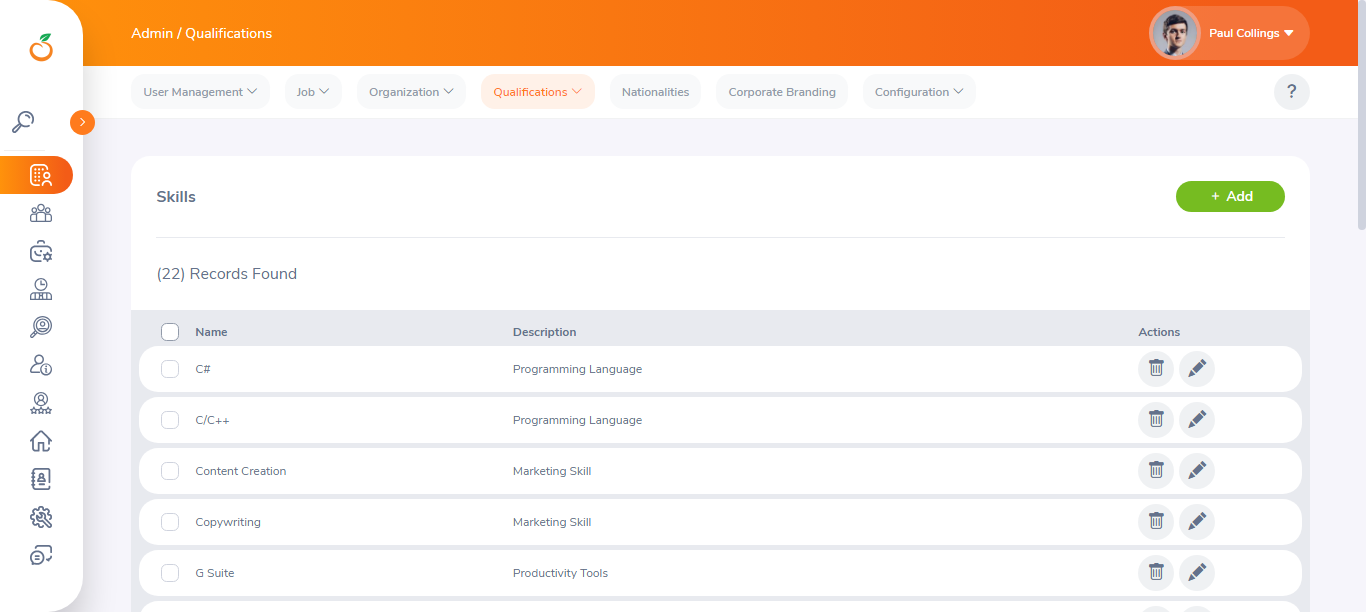 Admin / Qualifications
Paul Collings
User Management
Job
Organization
Qualifications
Nationalities
Corporate Branding
Configuration
?
Skills
+ Add
(22) Records Found
Name Description Actions
C# Programming Language
C/C++ Programming Language
Content Creation Marketing Skill
Copywriting Marketing Skill
G Suite Productivity Tools